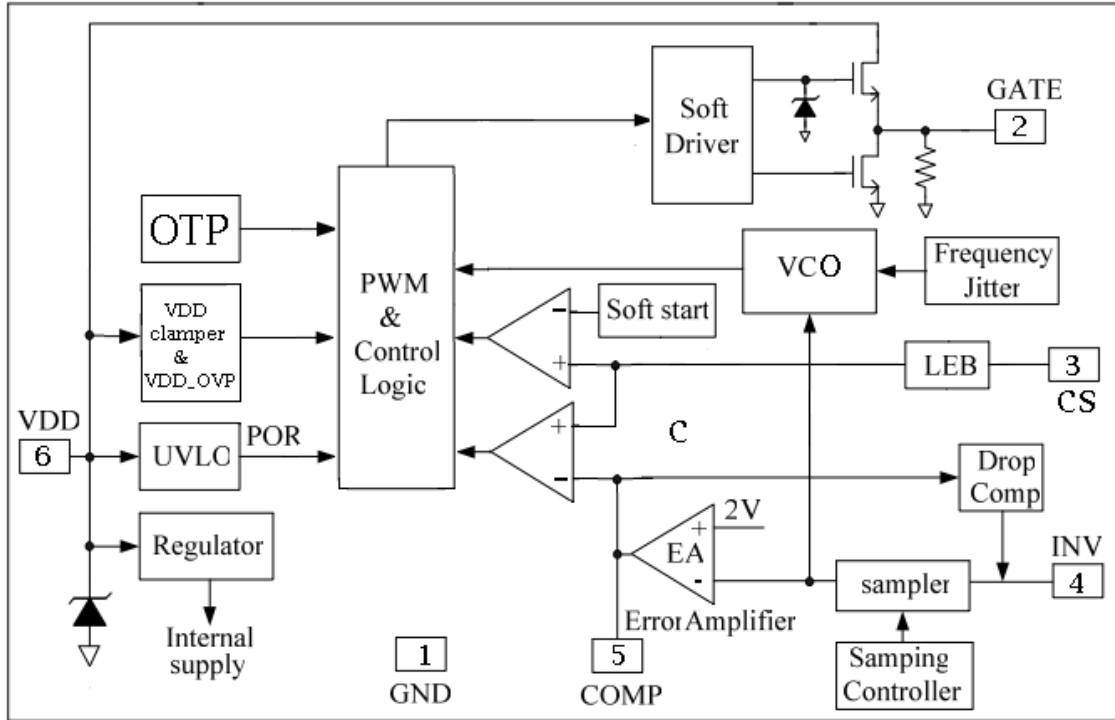 GATE
2
Soft
Driver
OTP
PWM
&
Control
Logic
VCO
Frequency
Jitter
VDD
clamper
&
VDD_OVP
-
Soft start
+
LEB
3
CS
VDD
6
UVLC
POR
+
-
C
Drop
Comp
Regulator
2V
+
EA
-
INV
sampler
4
Internal
supply
Error Amplifier
1
GND
5
COMP
Samping
Controller